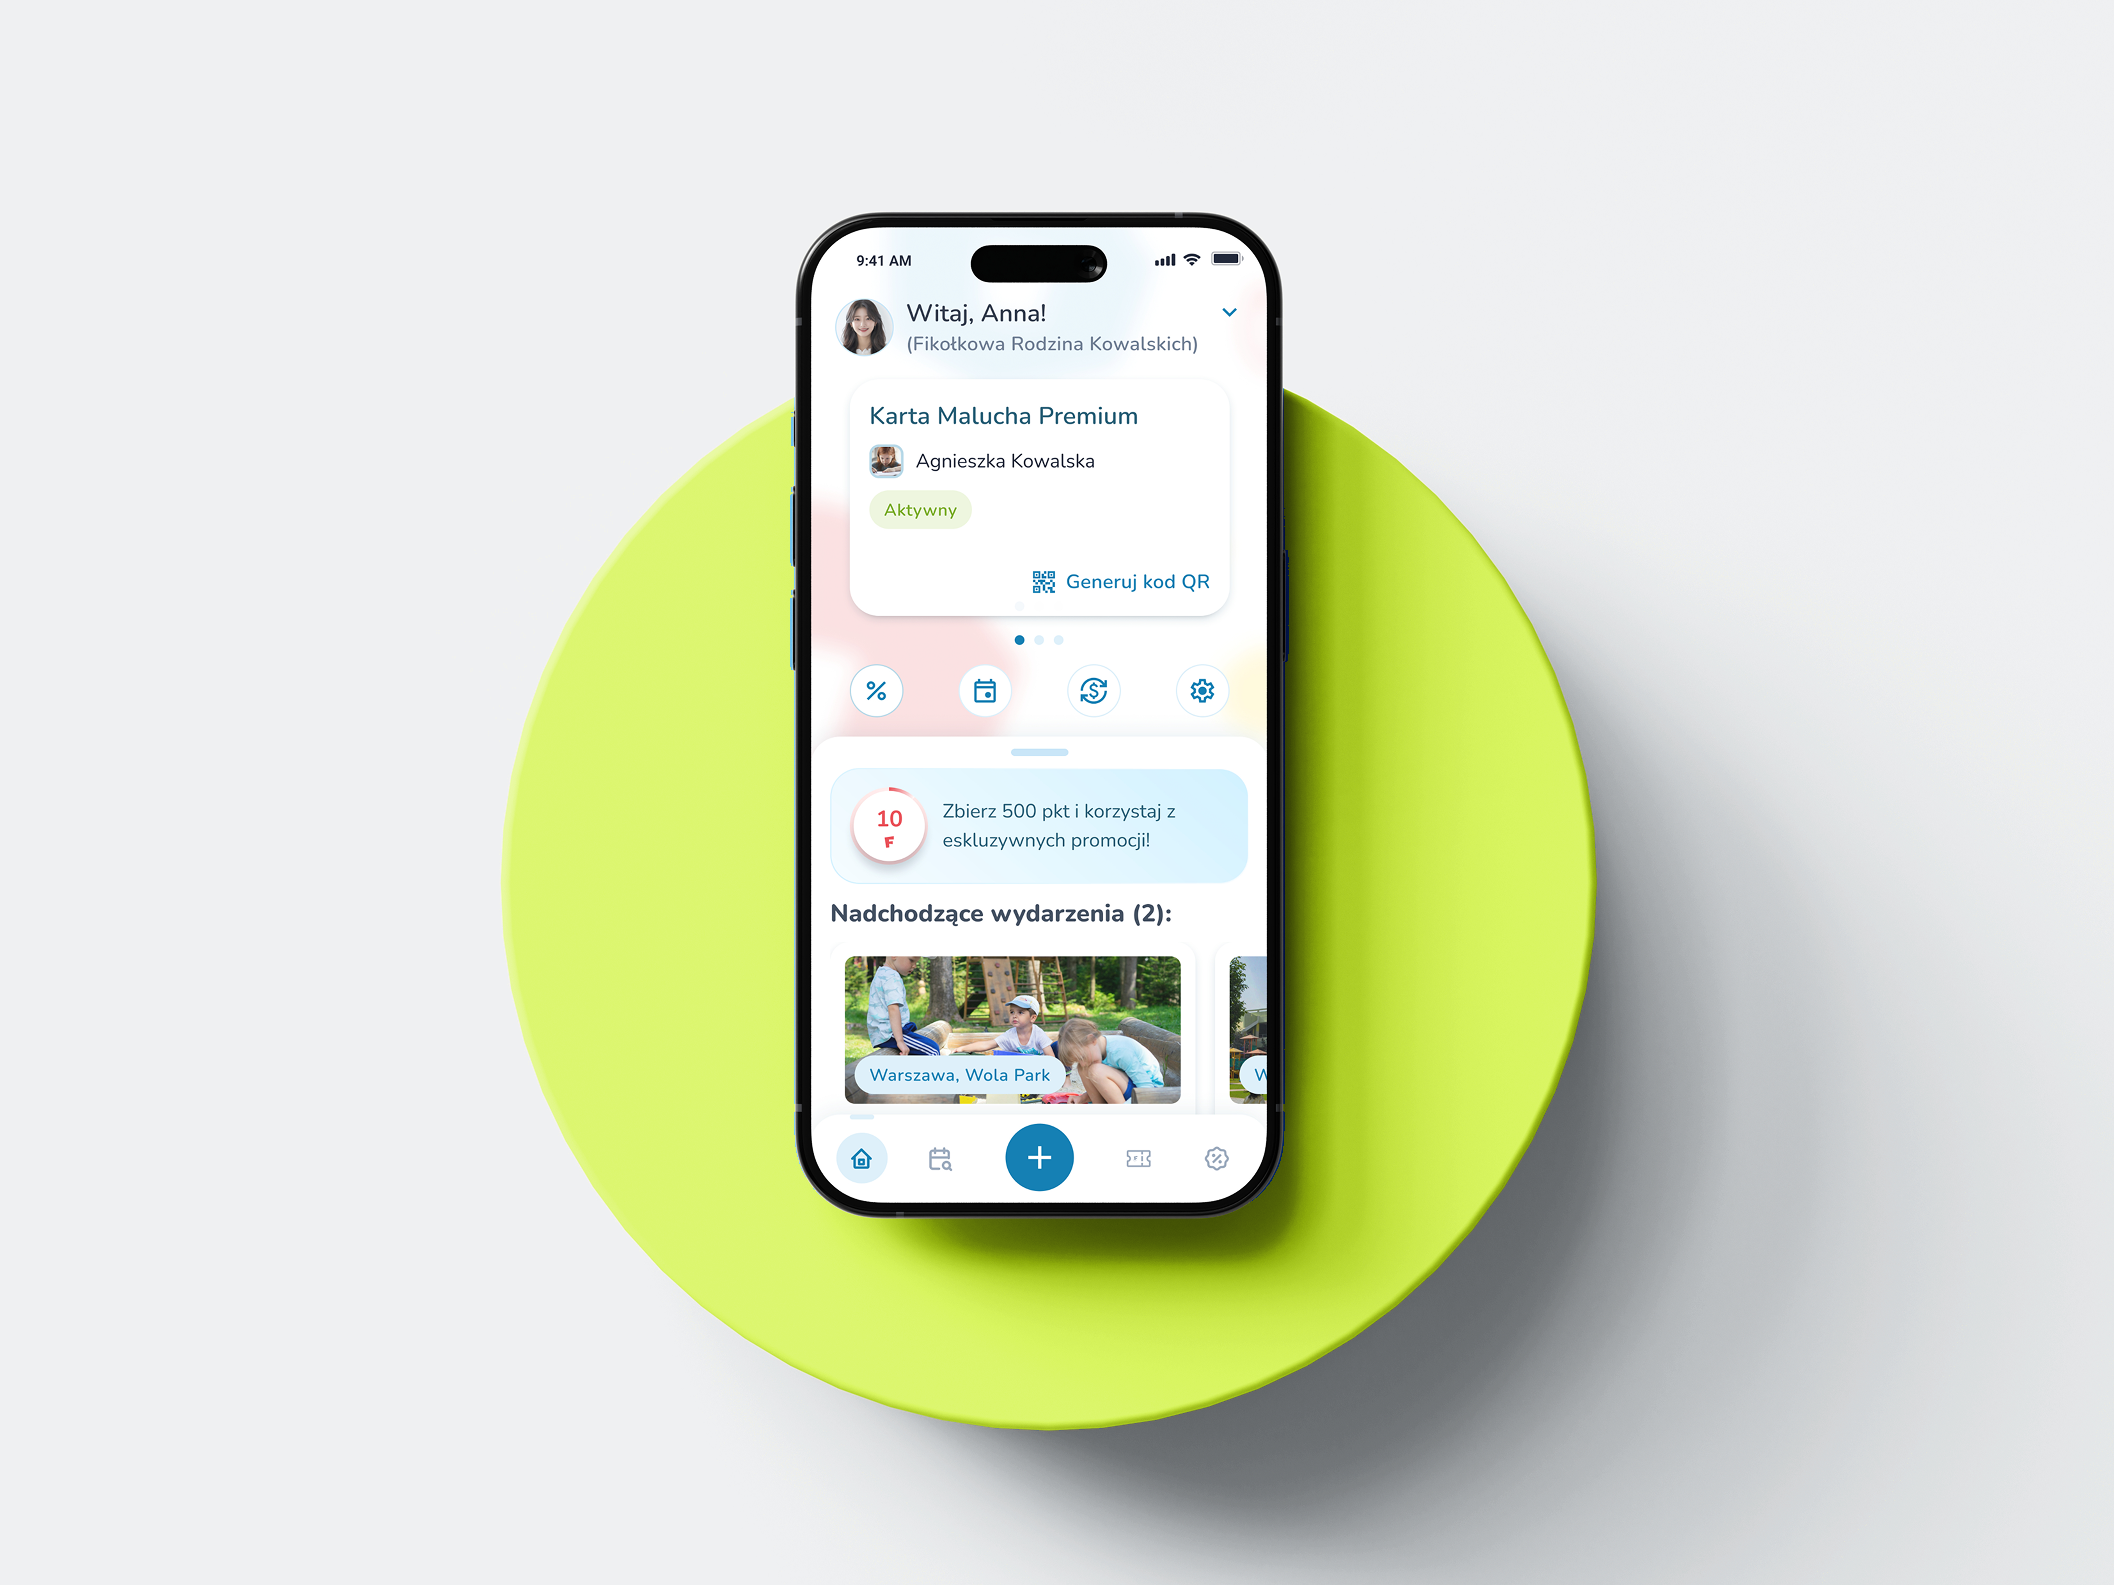 9:41 AM
Witaj, Anna!
(Fikołkowa Rodzina Kowalskich)
Karta Malucha Premium
Agnieszka Kowalska
Aktywny
Generuj kod QR
10
F
Zbierz 500 pkt i korzystaj z
eskluzywnych promocji!
Nadchodzące wydarzenia (2):
Warszawa, Wola Park